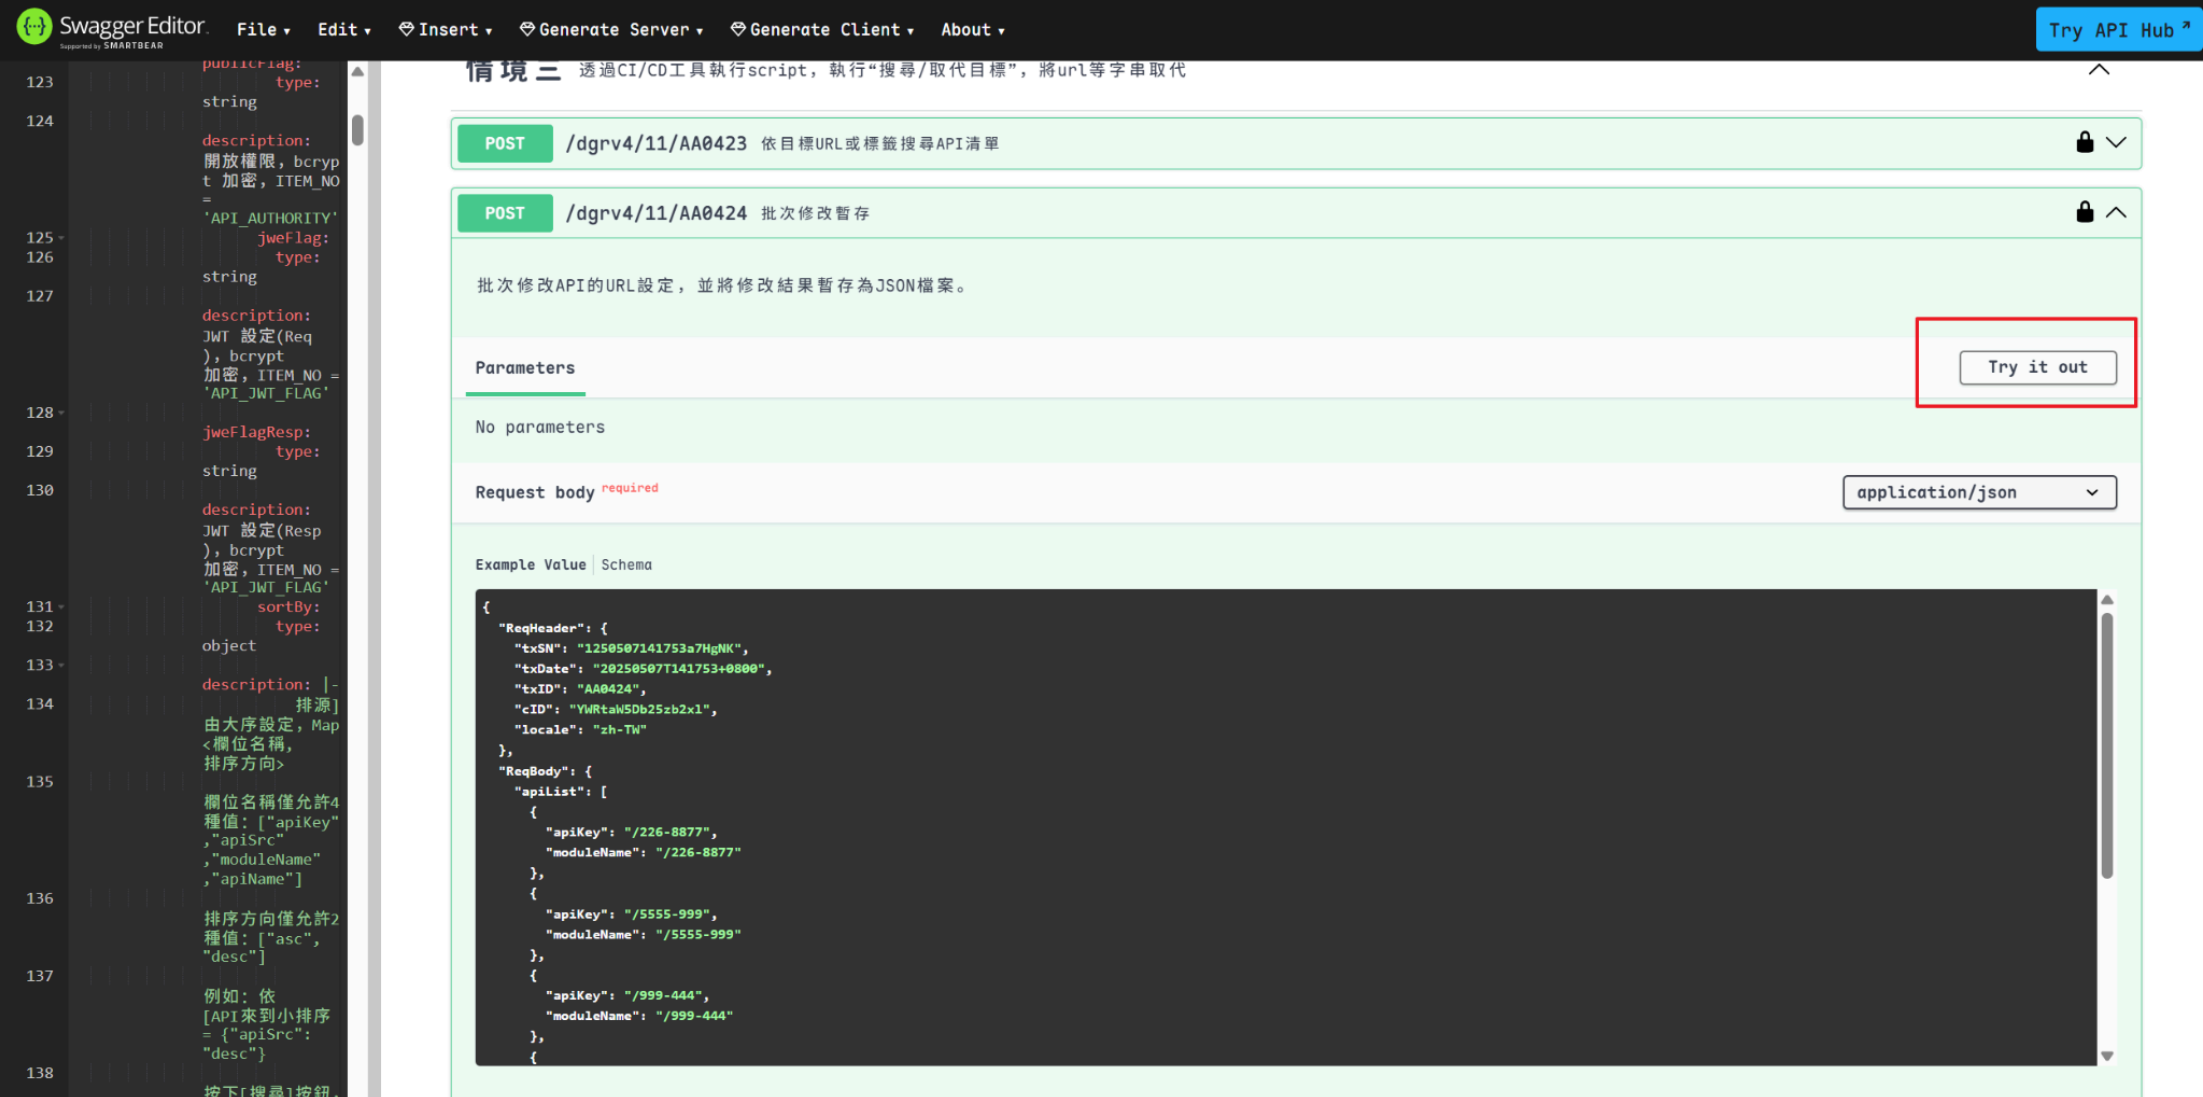 Swagger Editor
Supported by SMARTBEAR
File
Edit
Insert
Generate Server
Generate Client
About
Try API Hub
publicFlag:
123 type:
string
124
description:
開放權限，bcryp
t 加密，ITEM_NO
=
'API_AUTHORITY'
125 jweFlag:
126 type:
string
127
description:
JWT 設定(Req
)，bcrypt
加密，ITEM_NO =
'API_JWT_FLAG'
128
jweFlagResp:
129 type:
string
130
description:
JWT 設定(Resp
)，bcrypt
加密，ITEM_NO =
'API_JWT_FLAG'
131 sortBy:
132 type:
object
133
description: |-
134 排源]
由大序設定，Map
<欄位名稱,
排序方向>
135
欄位名稱僅允許4
種值：["apiKey"
,"apiSrc"
,"moduleName"
,"apiName"]
136
排序方向僅允許2
種值：["asc",
"desc"]
137
例如：依
[API來到小排序
= {"apiSrc":
"desc"}
138
按下[搜尋]按鈕，
情境三 透過CI/CD工具執行script，執行“搜尋/取代目標”，將url等字串取代
POST /dgrv4/11/AA0423 依目標URL或標籤搜尋API清單
POST /dgrv4/11/AA0424 批次修改暫存
批次修改API的URL設定，並將修改結果暫存為JSON檔案。
Parameters
Try it out
No parameters
Request body required
application/json
Example Value Schema
{
"ReqHeader": {
"txSN": "1250507141753a7HgNK",
"txDate": "20250507T141753+0800",
"txID": "AA0424",
"cID": "YWRtaW5Db25zb2xl",
"locale": "zh-TW"
},
"ReqBody": {
"apiList": [
{
"apiKey": "/226-8877",
"moduleName": "/226-8877"
},
{
"apiKey": "/5555-999",
"moduleName": "/5555-999"
},
{
"apiKey": "/999-444",
"moduleName": "/999-444"
},
{